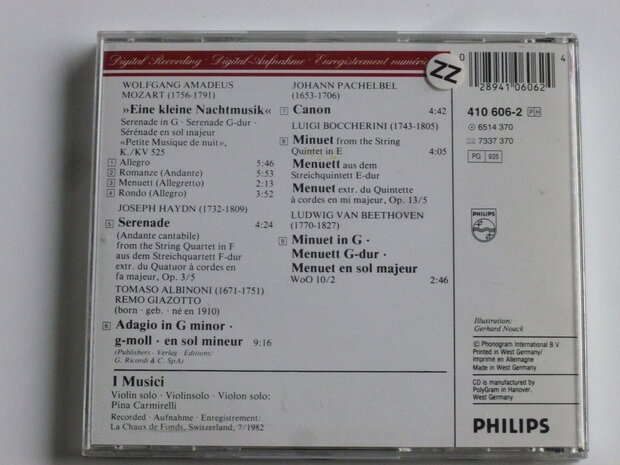 Digital Recording · Digital-Aufnahme · Enregistrement
ZZ
0
4
28941 06062
WOLFGANG AMADEUS
MOZART (1756-1791)
»Eine kleine Nachtmusik«
Serenade in G · Serenade G-dur ·
Sérénade en sol majeur
«Petite Musique de nuit»,
K./KV 525
1 Allegro 5:46
2 Romanze (Andante) 5:53
3 Menuett (Allegretto) 2:13
4 Rondo (Allegro) 3:52
JOSEPH HAYDN (1732-1809)
5 Serenade 4:24
(Andante cantabile)
from the String Quartet in F
aus dem Streichquartett F-dur
extr. du Quatuor à cordes en
fa majeur, Op. 3/5
TOMASO ALBINONI (1671-1751)
REMO GIAZOTTO
(born · geb. · né en 1910)
6 Adagio in G minor ·
g-moll · en sol mineur 9:16
(Publishers · Verlag · Editions:
G. Ricordi & C. SpA)
JOHANN PACHELBEL
(1653-1706)
7 Canon 4:42
LUIGI BOCCHERINI (1743-1805)
8 Minuet from the String
Quintet in E 4:05
Menuett aus dem
Streichquintett E-dur
Menuet extr. du Quintette
à cordes en mi majeur, Op. 13/5
LUDWIG VAN BEETHOVEN
(1770-1827)
9 Minuet in G ·
Menuett G-dur ·
Menuet en sol majeur
WoO 10/2 2:46
I Musici
Violin solo · Violinsolo · Violon solo:
Pina Carmirelli
Recorded · Aufnahme · Enregistrement:
La Chaux de Fonds, Switzerland, 7/1982
410 606-2 PH
6514 370
7337 370
PG 925
PHILIPS
Illustration:
Gerhard Noack
℗ Phonogram International B.V.
Printed in West Germany/
Imprimé en Allemagne
Made in West Germany
CD is manufactured by
PolyGram in Hanover,
West Germany
PHILIPS